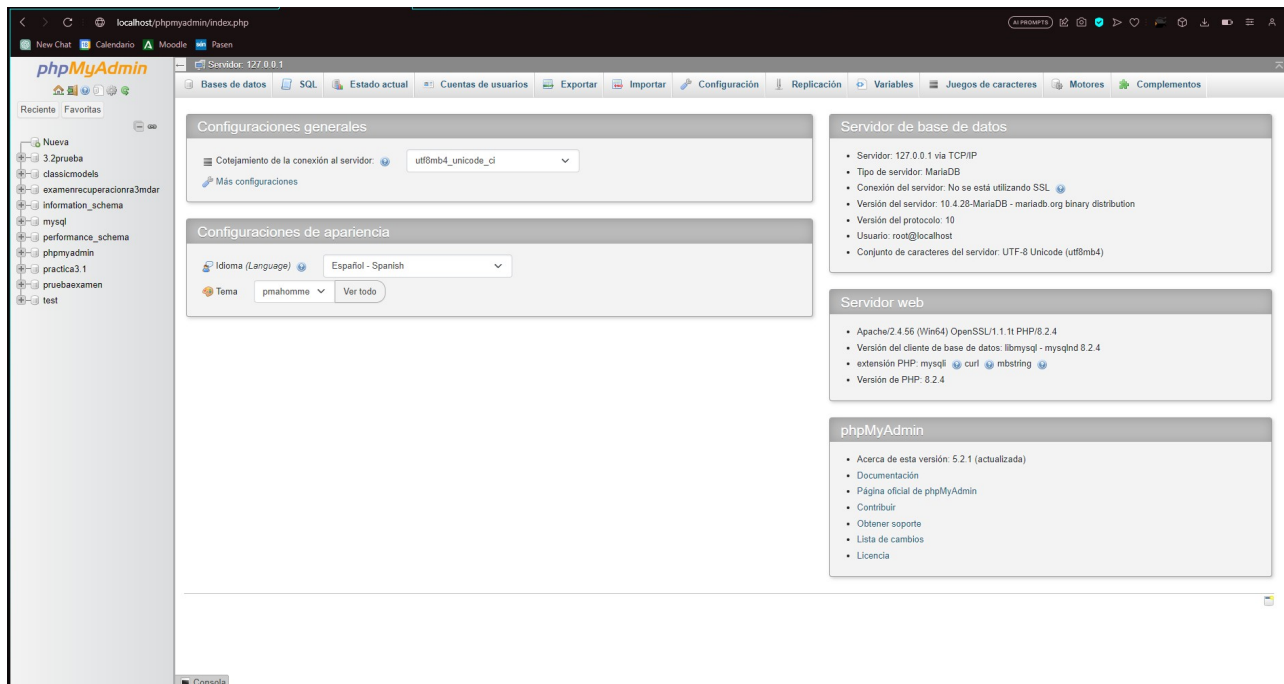 localhost/phpmyadmin/index.php
AI PROMPTS
New Chat Calendario Moodle Pasen
phpMyAdmin
Reciente Favoritas
Nueva
3.2prueba
classicmodels
examenrecuperacionra3mdar
information_schema
mysql
performance_schema
phpmyadmin
practica3.1
pruebaexamen
test
Servidor: 127.0.0.1
Bases de datos SQL Estado actual Cuentas de usuarios Exportar Importar Configuración Replicación Variables Juegos de caracteres Motores Complementos
Configuraciones generales
Cotejamiento de la conexión al servidor: utf8mb4_unicode_ci
Más configuraciones
Configuraciones de apariencia
Idioma (Language) Español - Spanish
Tema pmahomme Ver todo
Servidor de base de datos
• Servidor: 127.0.0.1 via TCP/IP
• Tipo de servidor: MariaDB
• Conexión del servidor: No se está utilizando SSL
• Versión del servidor: 10.4.28-MariaDB - mariadb.org binary distribution
• Versión del protocolo: 10
• Usuario: root@localhost
• Conjunto de caracteres del servidor: UTF-8 Unicode (utf8mb4)
Servidor web
• Apache/2.4.56 (Win64) OpenSSL/1.1.1t PHP/8.2.4
• Versión del cliente de base de datos: libmysql - mysqlnd 8.2.4
• extensión PHP: mysqli curl mbstring
• Versión de PHP: 8.2.4
phpMyAdmin
• Acerca de esta versión: 5.2.1 (actualizada)
• Documentación
• Página oficial de phpMyAdmin
• Contribuir
• Obtener soporte
• Lista de cambios
• Licencia
Consola